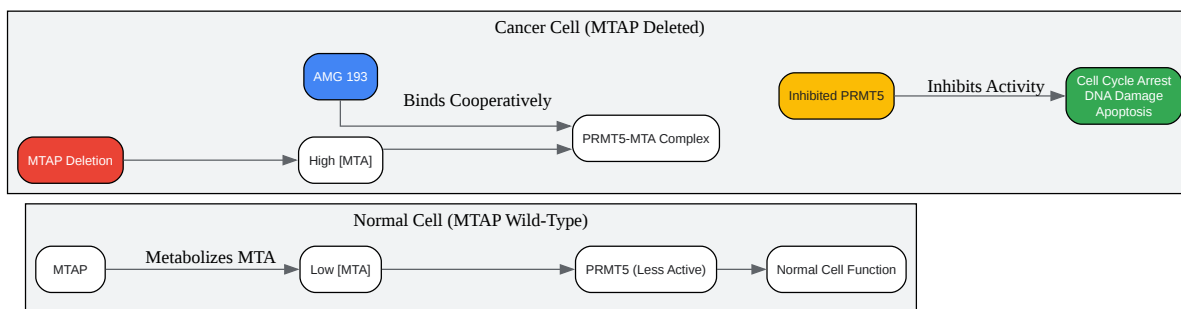 Cancer Cell (MTAP Deleted)
AMG 193
Binds Cooperatively
Inhibited PRMT5
Inhibits Activity
Cell Cycle Arrest
DNA Damage
Apoptosis
PRMT5-MTA Complex
MTAP Deletion
High [MTA]
Normal Cell (MTAP Wild-Type)
MTAP
Metabolizes MTA
Low [MTA]
PRMT5 (Less Active)
Normal Cell Function